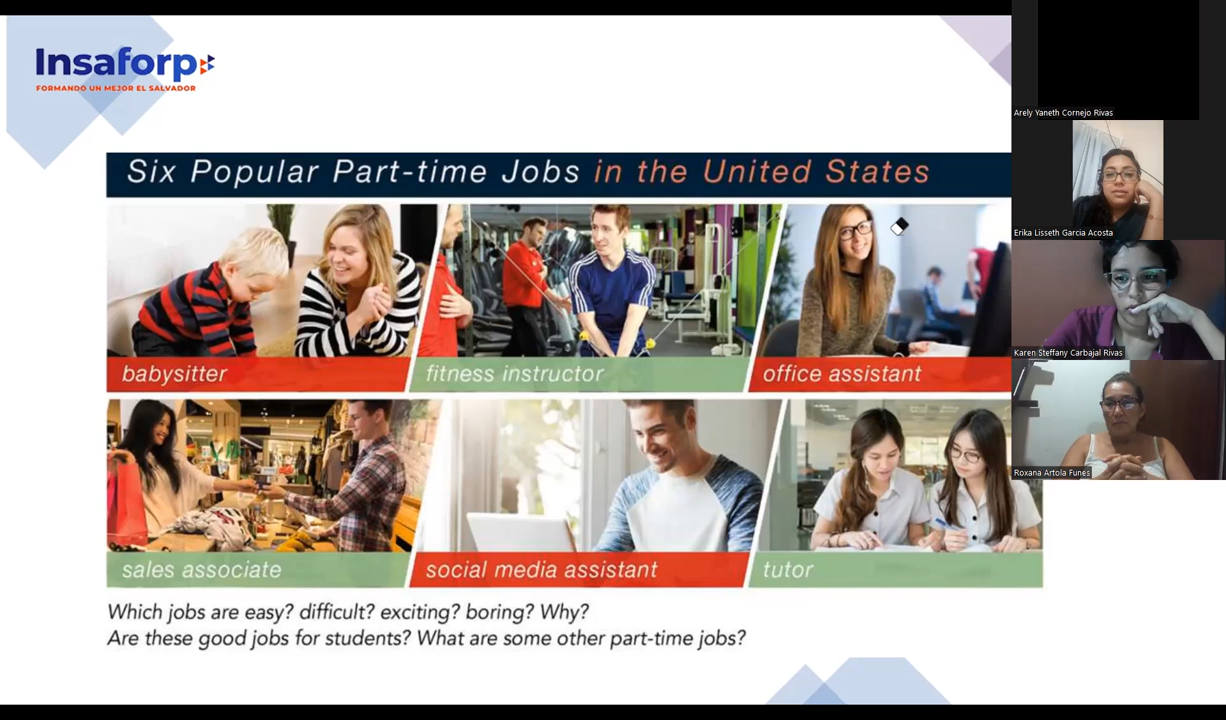 Insaforp
FORMANDO UN MEJOR EL SALVADOR
Six Popular Part-time Jobs in the United States
babysitter
fitness instructor
office assistant
sales associate
social media assistant
tutor
Which jobs are easy? difficult? exciting? boring? Why?
Are these good jobs for students? What are some other part-time jobs?
Arely Yaneth Cornejo Rivas
Erika Lisseth Garcia Acosta
Karen Steffany Carbajal Rivas
Roxana Artola Funes